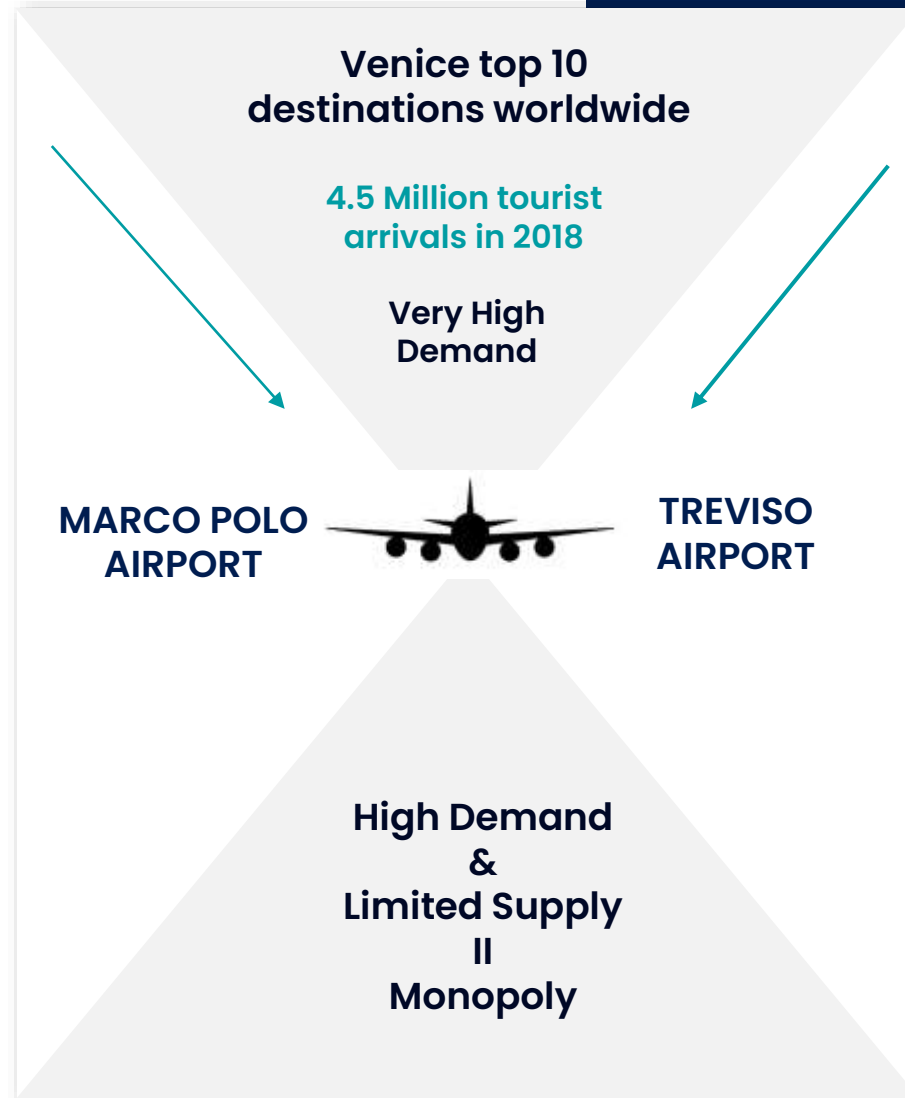 Venice top 10
destinations worldwide
4.5 Million tourist
arrivals in 2018
Very High
Demand
MARCO POLO
AIRPORT
TREVISO
AIRPORT
High Demand
&
Limited Supply
II
Monopoly